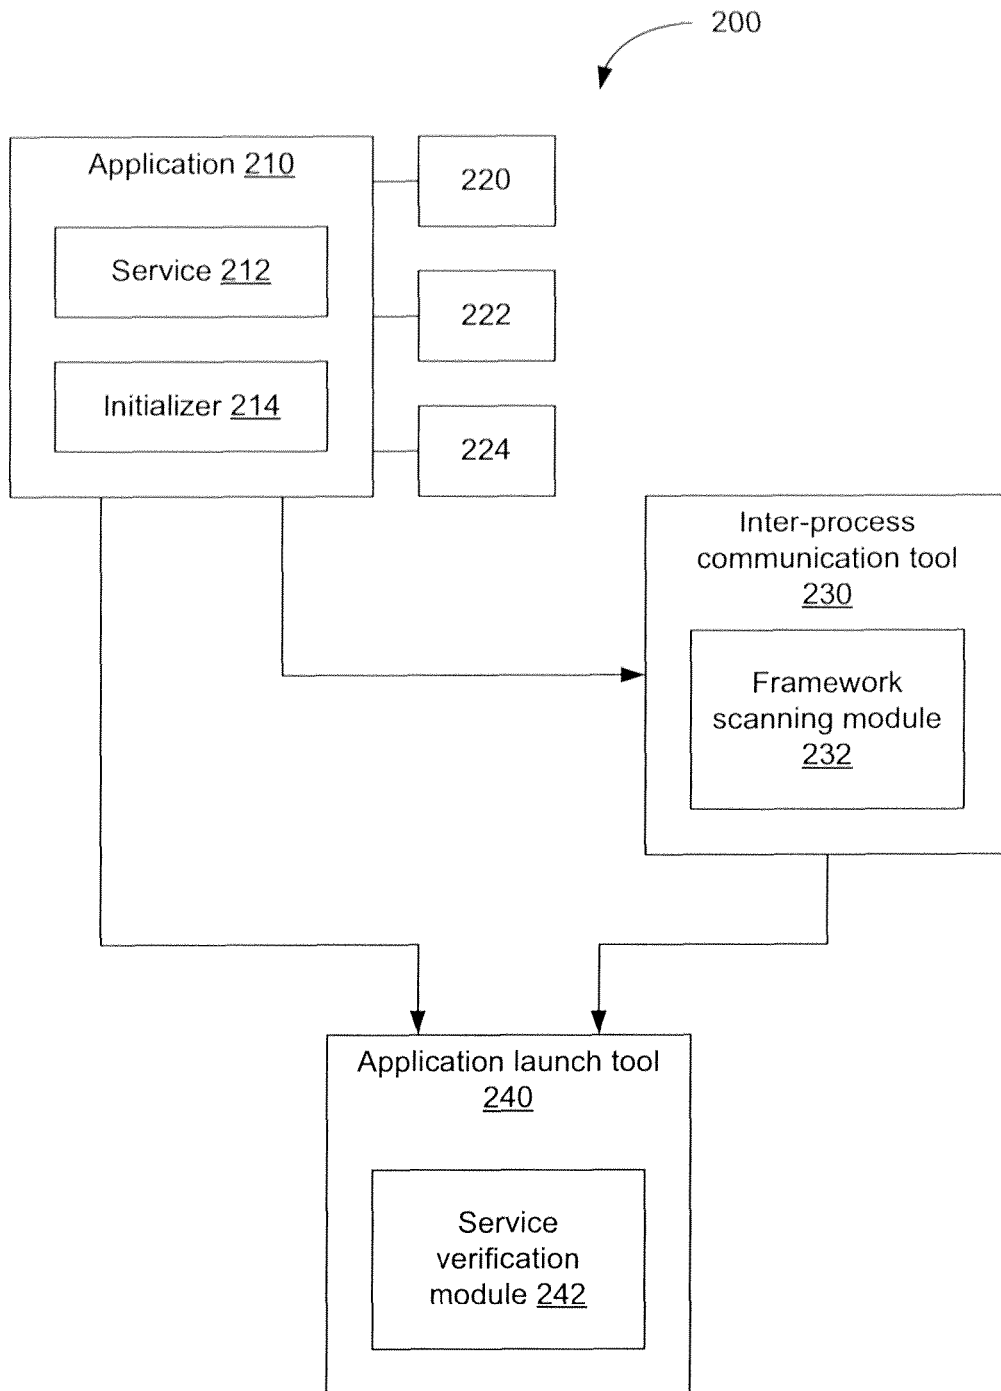 200
Application 210
Service 212
Initializer 214
220
222
224
Inter-process
communication tool
230
Framework
scanning module
232
Application launch tool
240
Service
verification
module 242